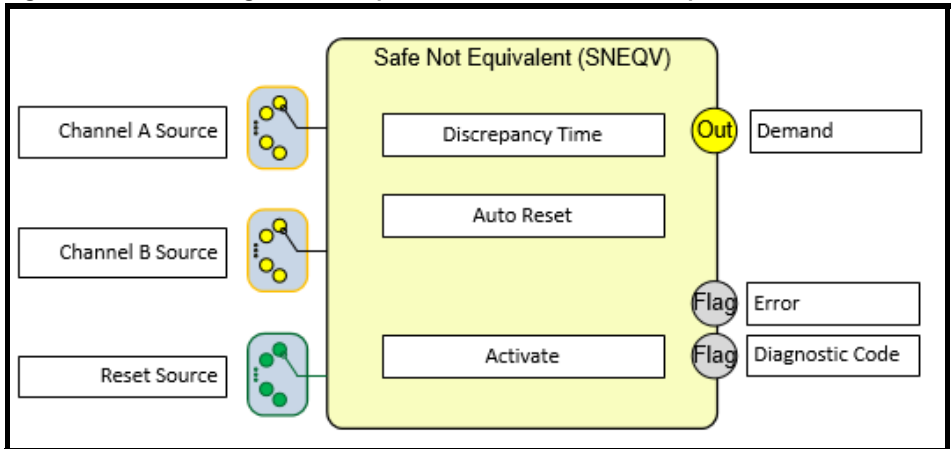 Safe Not Equivalent (SNEQV)
Channel A Source
Discrepancy Time
Out
Demand
Auto Reset
Channel B Source
Flag
Error
Reset Source
Activate
Flag
Diagnostic Code